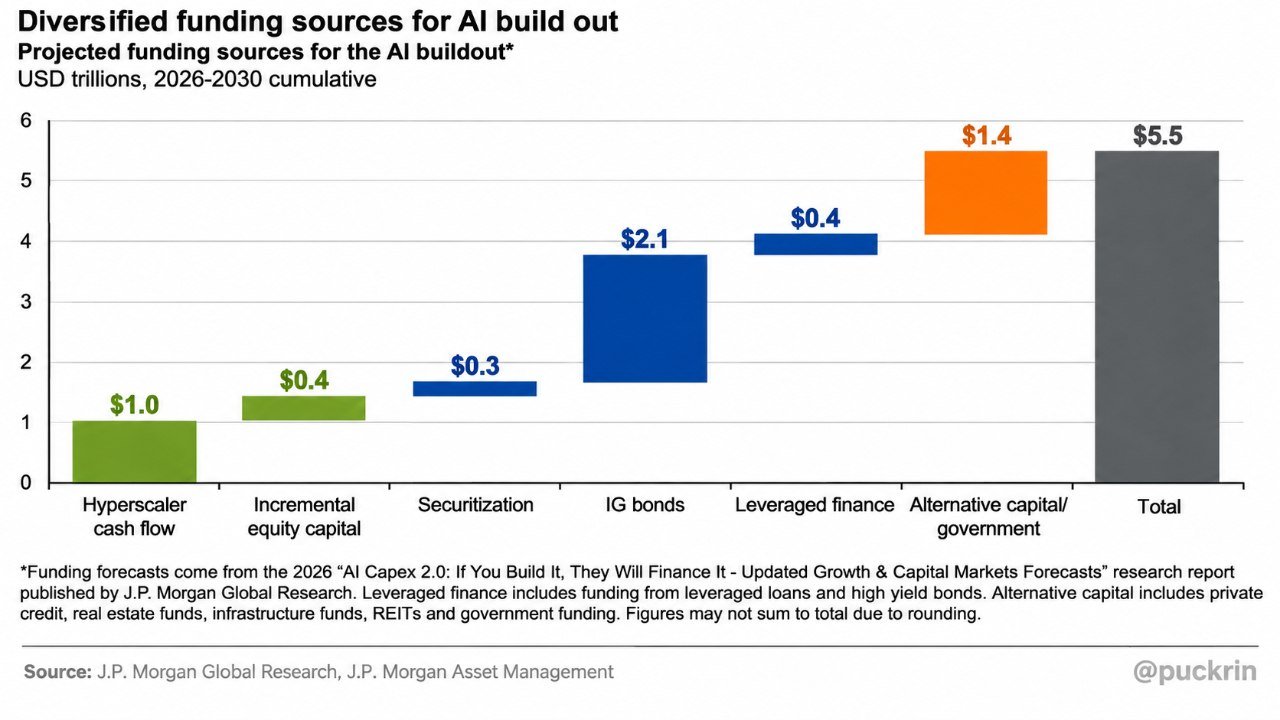 Diversified funding sources for AI build out
Projected funding sources for the AI buildout*
USD trillions, 2026-2030 cumulative
6
5
4
3
2
1
0
$1.0
$0.4
$0.3
$2.1
$0.4
$1.4
$5.5
Hyperscaler
cash flow
Incremental
equity capital
Securitization
IG bonds
Leveraged finance
Alternative capital/
government
Total
*Funding forecasts come from the 2026 “AI Capex 2.0: If You Build It, They Will Finance It - Updated Growth & Capital Markets Forecasts” research report
published by J.P. Morgan Global Research. Leveraged finance includes funding from leveraged loans and high yield bonds. Alternative capital includes private
credit, real estate funds, infrastructure funds, REITs and government funding. Figures may not sum to total due to rounding.
Source: J.P. Morgan Global Research, J.P. Morgan Asset Management
@puckrin